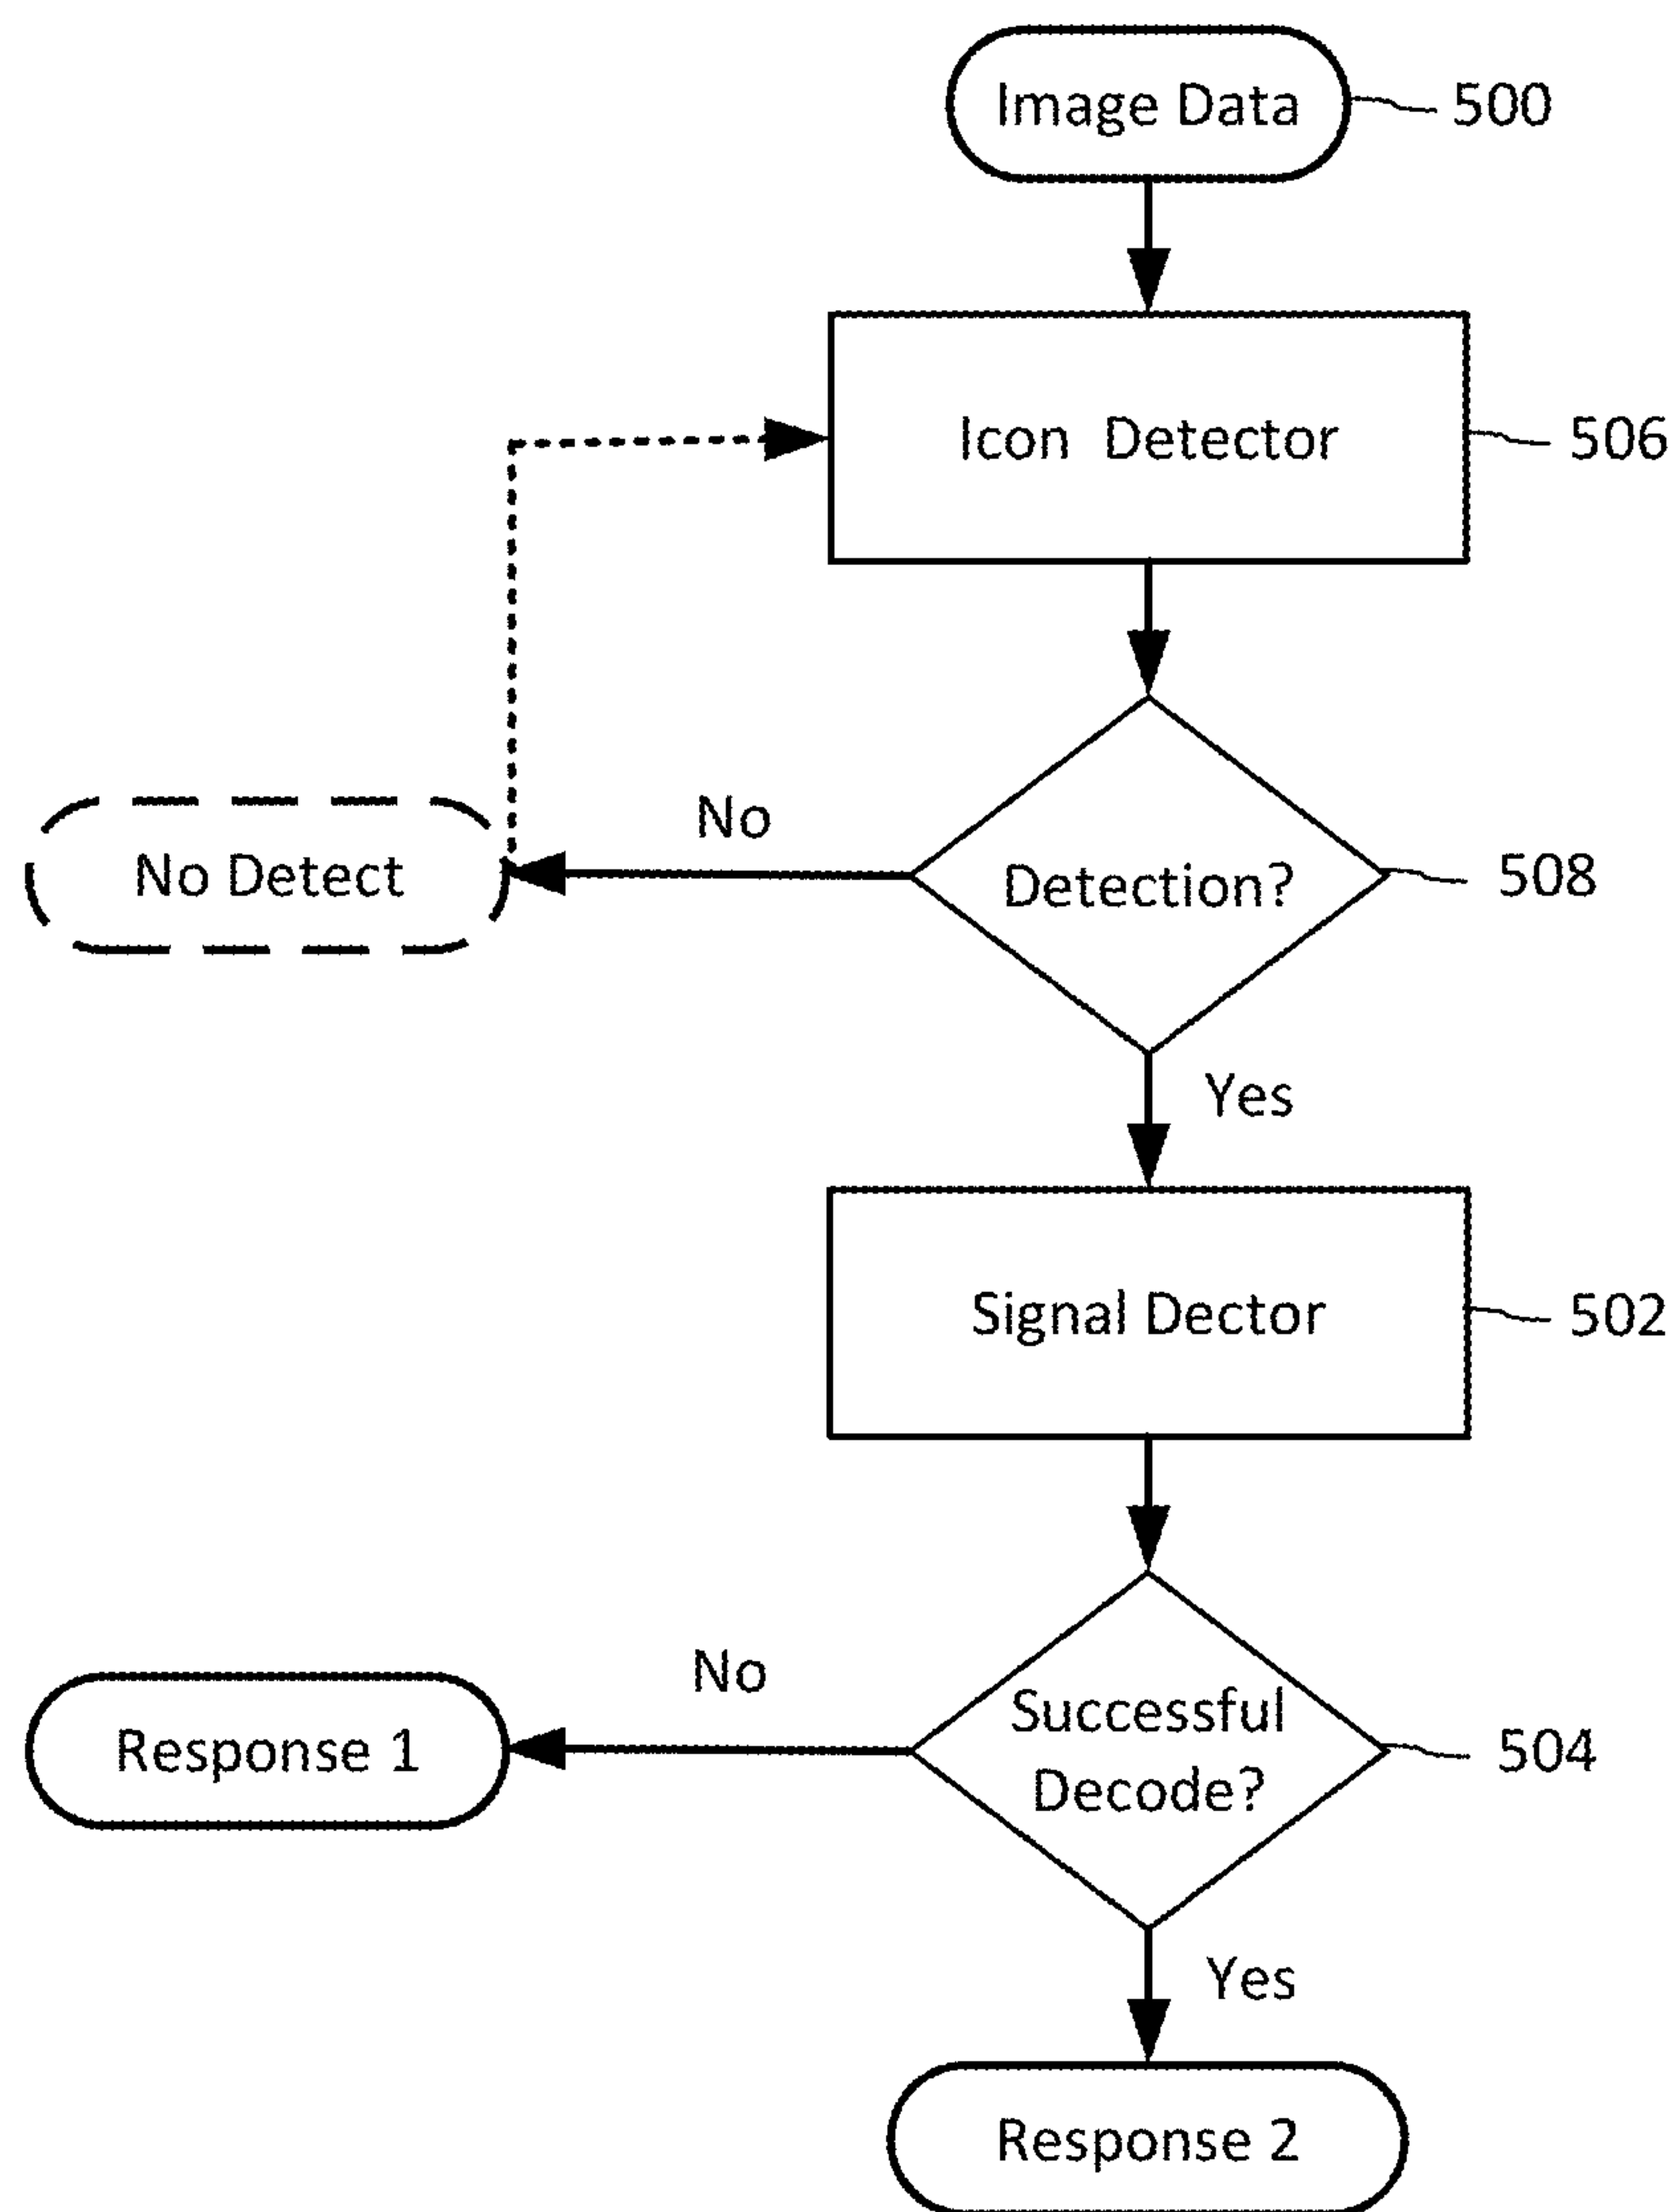 Image Data
500
Icon Detector
506
No
No Detect
Detection?
508
Yes
Signal Dector
502
No
Response 1
Successful
Decode?
504
Yes
Response 2